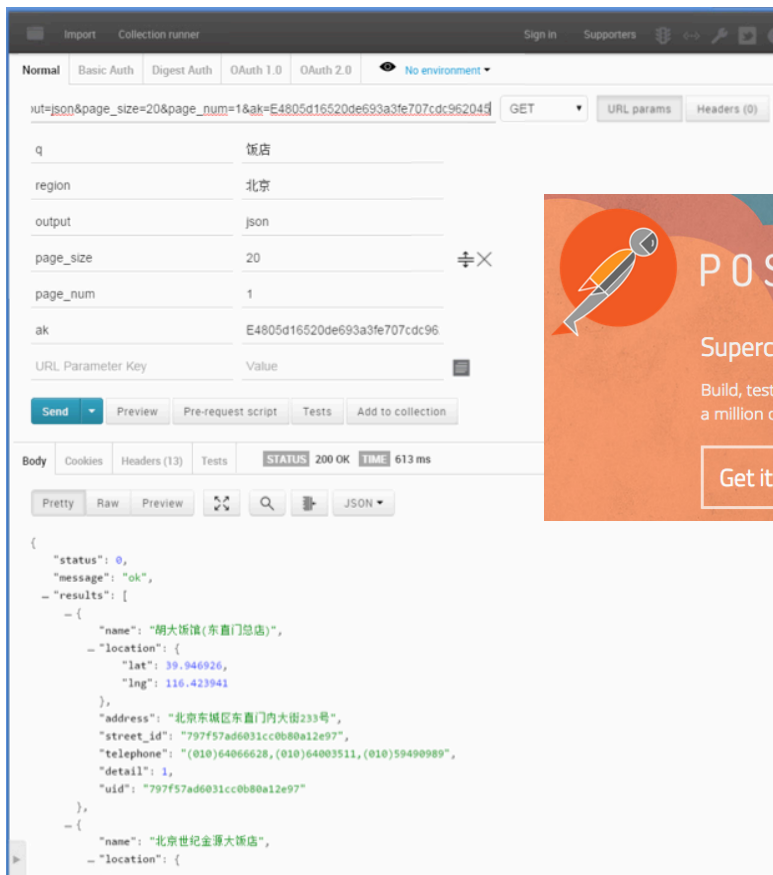 Import Collection runner Sign in Supporters
Normal Basic Auth Digest Auth OAuth 1.0 OAuth 2.0 No environment
ut=json&page_size=20&page_num=1&ak=E4805d16520de693a3fe707cdc962045 GET URL params Headers (0)
q 饭店
region 北京
output json
page_size 20
page_num 1
ak E4805d16520de693a3fe707cdc96
URL Parameter Key Value
Send Preview Pre-request script Tests Add to collection
Body Cookies Headers (13) Tests STATUS 200 OK TIME 613 ms
Pretty Raw Preview JSON
{
"status": 0,
"message": "ok",
"results": [
{
"name": "胡大饭馆(东直门总店)",
"location": {
"lat": 39.946926,
"lng": 116.423941
},
"address": "北京东城区东直门内大街233号",
"street_id": "797f57ad6031cc0b80a12e97",
"telephone": "(010)64066628,(010)64003511,(010)59490989",
"detail": 1,
"uid": "797f57ad6031cc0b80a12e97"
},
{
"name": "北京世纪金源大饭店",
"location": {
POS
Superc
Build, test
a million
Get it